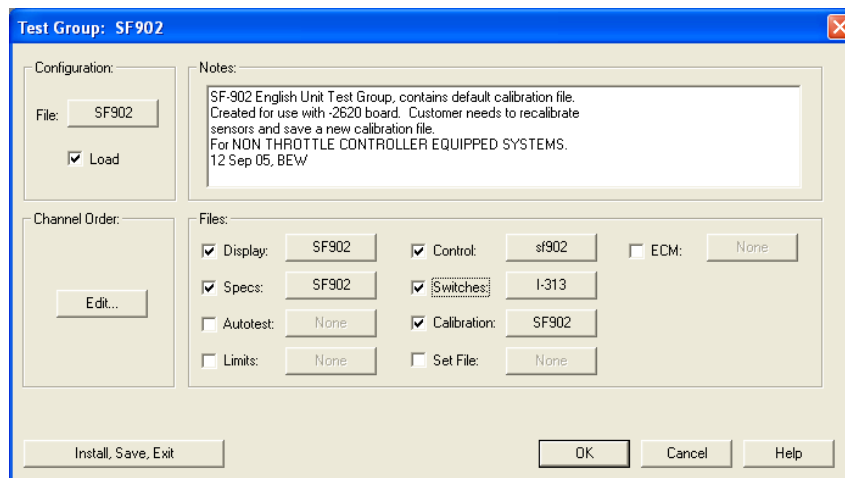 Test Group: SF902
Configuration:
File: SF902
Load
Notes:
SF-902 English Unit Test Group, contains default calibration file.
Created for use with -2620 board. Customer needs to recalibrate
sensors and save a new calibration file.
For NON THROTTLE CONTROLLER EQUIPPED SYSTEMS.
12 Sep 05, BEW
Channel Order:
Edit...
Files:
Display: SF902 Control: sf902 ECM: None
Specs: SF902 Switches: I-313
Autotest: None Calibration: SF902
Limits: None Set File: None
Install, Save, Exit OK Cancel Help